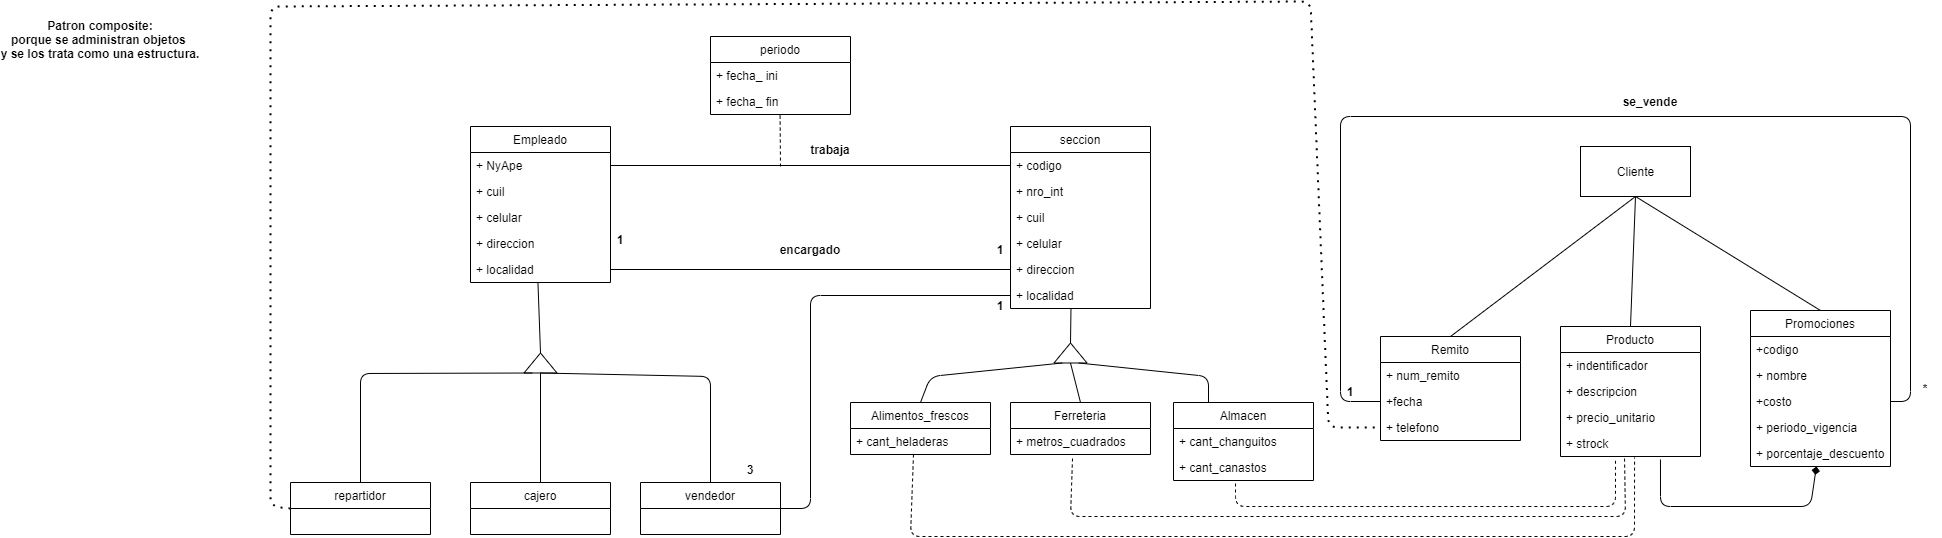 Patron composite:
porque se administran objetos
y se los trata como una estructura.
periodo
+ fecha_ ini
+ fecha_ fin
Empleado
+ NyApe
+ cuil
+ celular
+ direccion
+ localidad
trabaja
1
encargado
1
seccion
+ codigo
+ nro_int
+ cuil
+ celular
+ direccion
+ localidad
1
3
repartidor
cajero
vendedor
Alimentos_frescos
+ cant_heladeras
Ferreteria
+ metros_cuadrados
Almacen
+ cant_changuitos
+ cant_canastos
se_vende
Cliente
1
*
Remito
+ num_remito
+fecha
+ telefono
Producto
+ indentificador
+ descripcion
+ precio_unitario
+ strock
Promociones
+codigo
+ nombre
+costo
+ periodo_vigencia
+ porcentaje_descuento